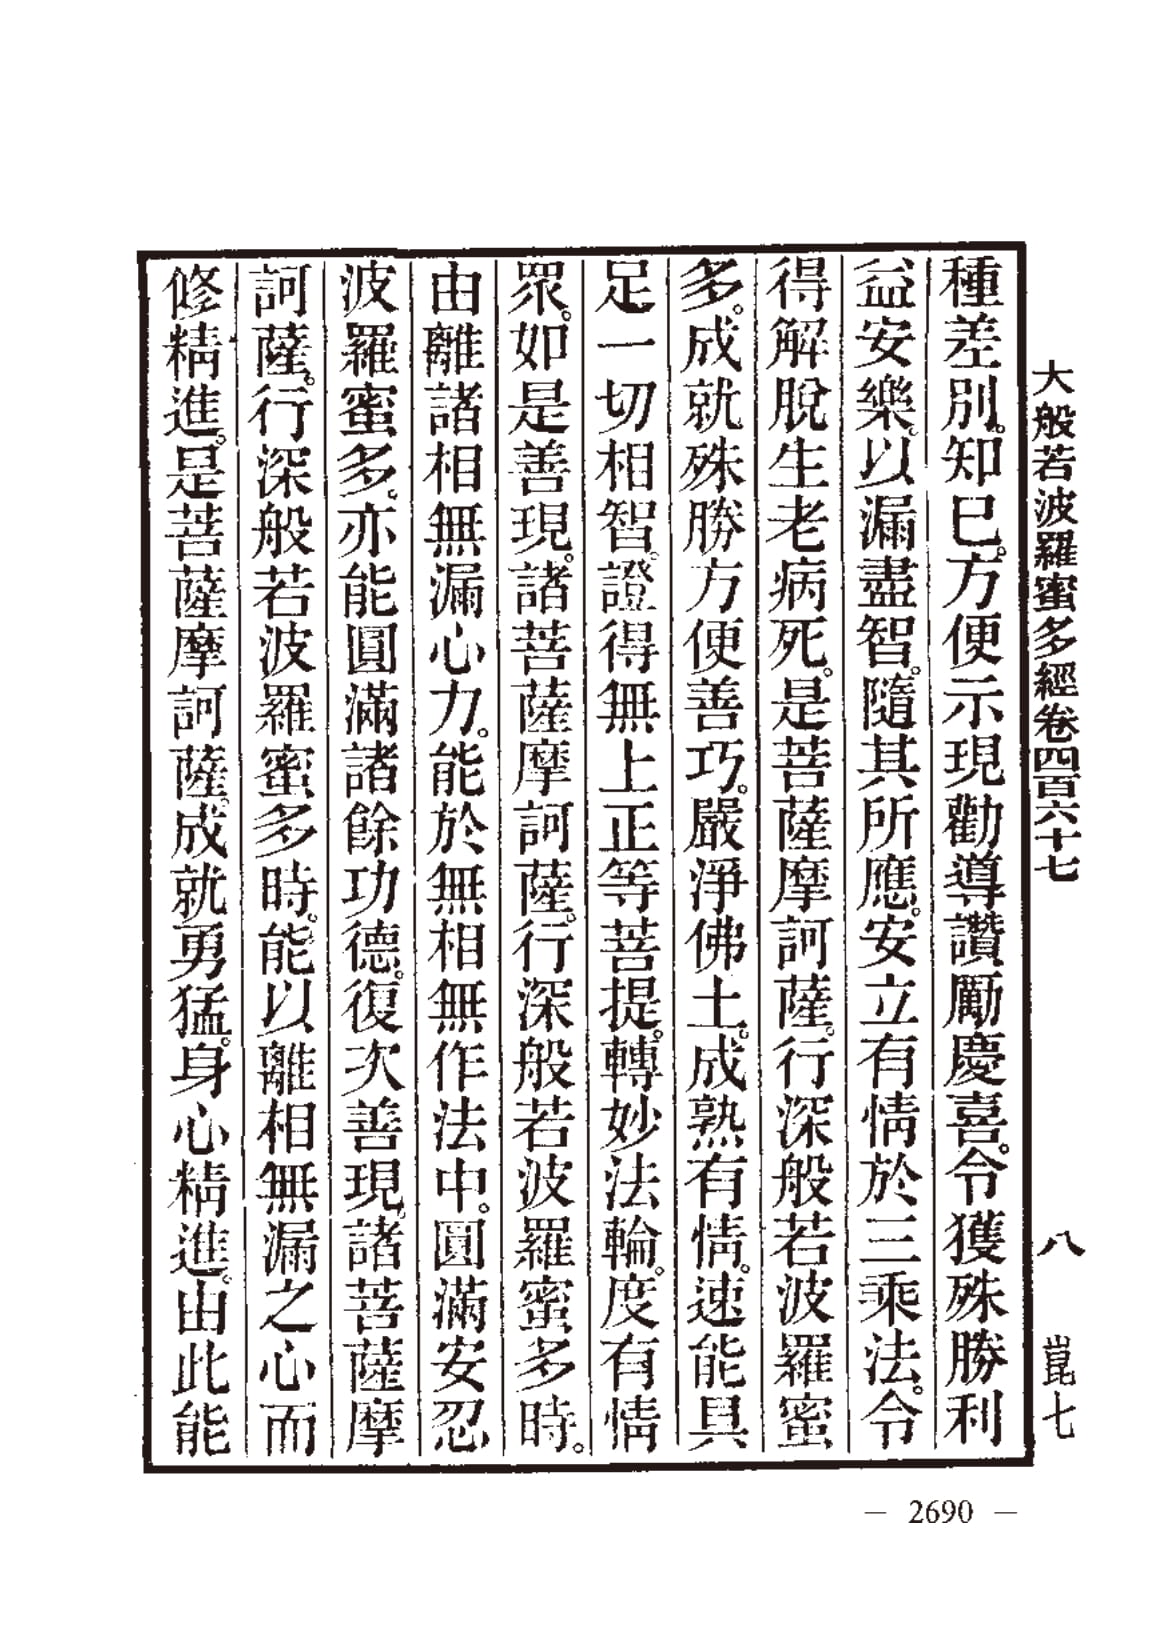 大般若波羅蜜多經卷四百六十七 八 崑七
種差別。知已。方便示現勸導讚勵慶喜。令獲殊勝利
益安樂。以漏盡智。隨其所應。安立有情於三乘法。令
得解脫生老病死。是菩薩摩訶薩。行深般若波羅蜜
多。成就殊勝方便善巧。嚴淨佛土。成熟有情。速能具
足一切相智。證得無上正等菩提。轉妙法輪。度有情
眾。如是善現。諸菩薩摩訶薩。行深般若波羅蜜多時。
由離諸相無漏心力。能於無相無作法中。圓滿安忍
波羅蜜多。亦能圓滿諸餘功德。復次善現。諸菩薩摩
訶薩。行深般若波羅蜜多時。能以離相無漏之心而
修精進。是菩薩摩訶薩。成就勇猛。身心精進。由此能
— 2690 —